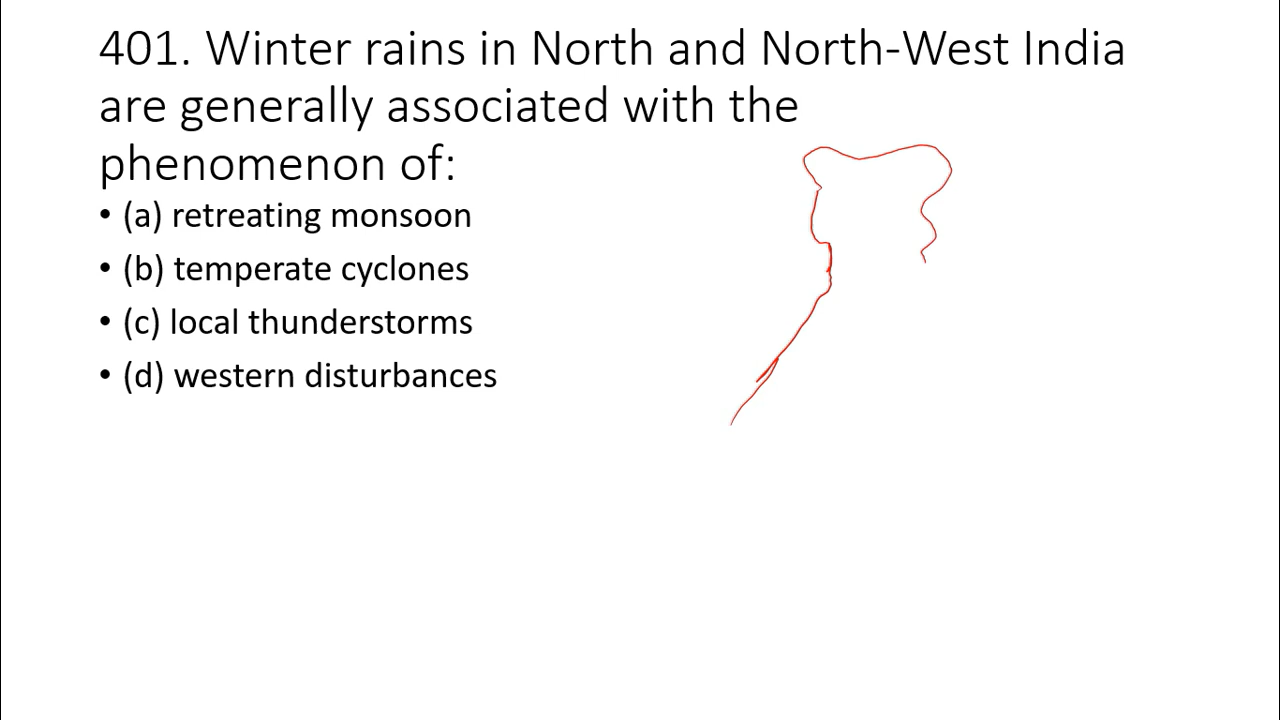 401. Winter rains in North and North-West India
are generally associated with the
phenomenon of:
• (a) retreating monsoon
• (b) temperate cyclones
• (c) local thunderstorms
• (d) western disturbances